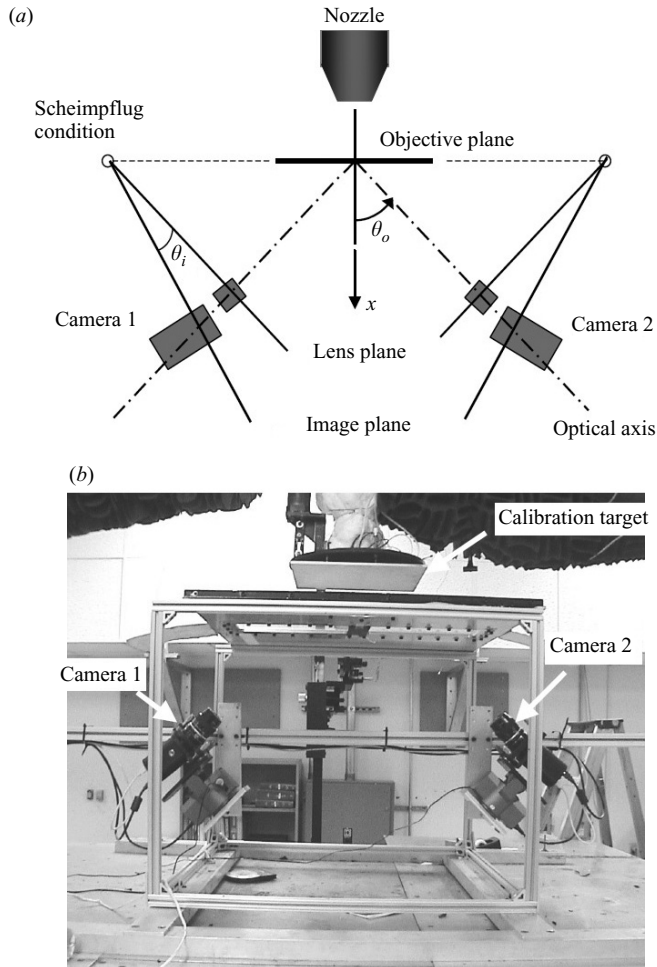 (a)
Nozzle
Scheimpflug
condition
Objective plane
θi
θo
Camera 1
x
Camera 2
Lens plane
Image plane
Optical axis
(b)
Calibration target
Camera 1
Camera 2